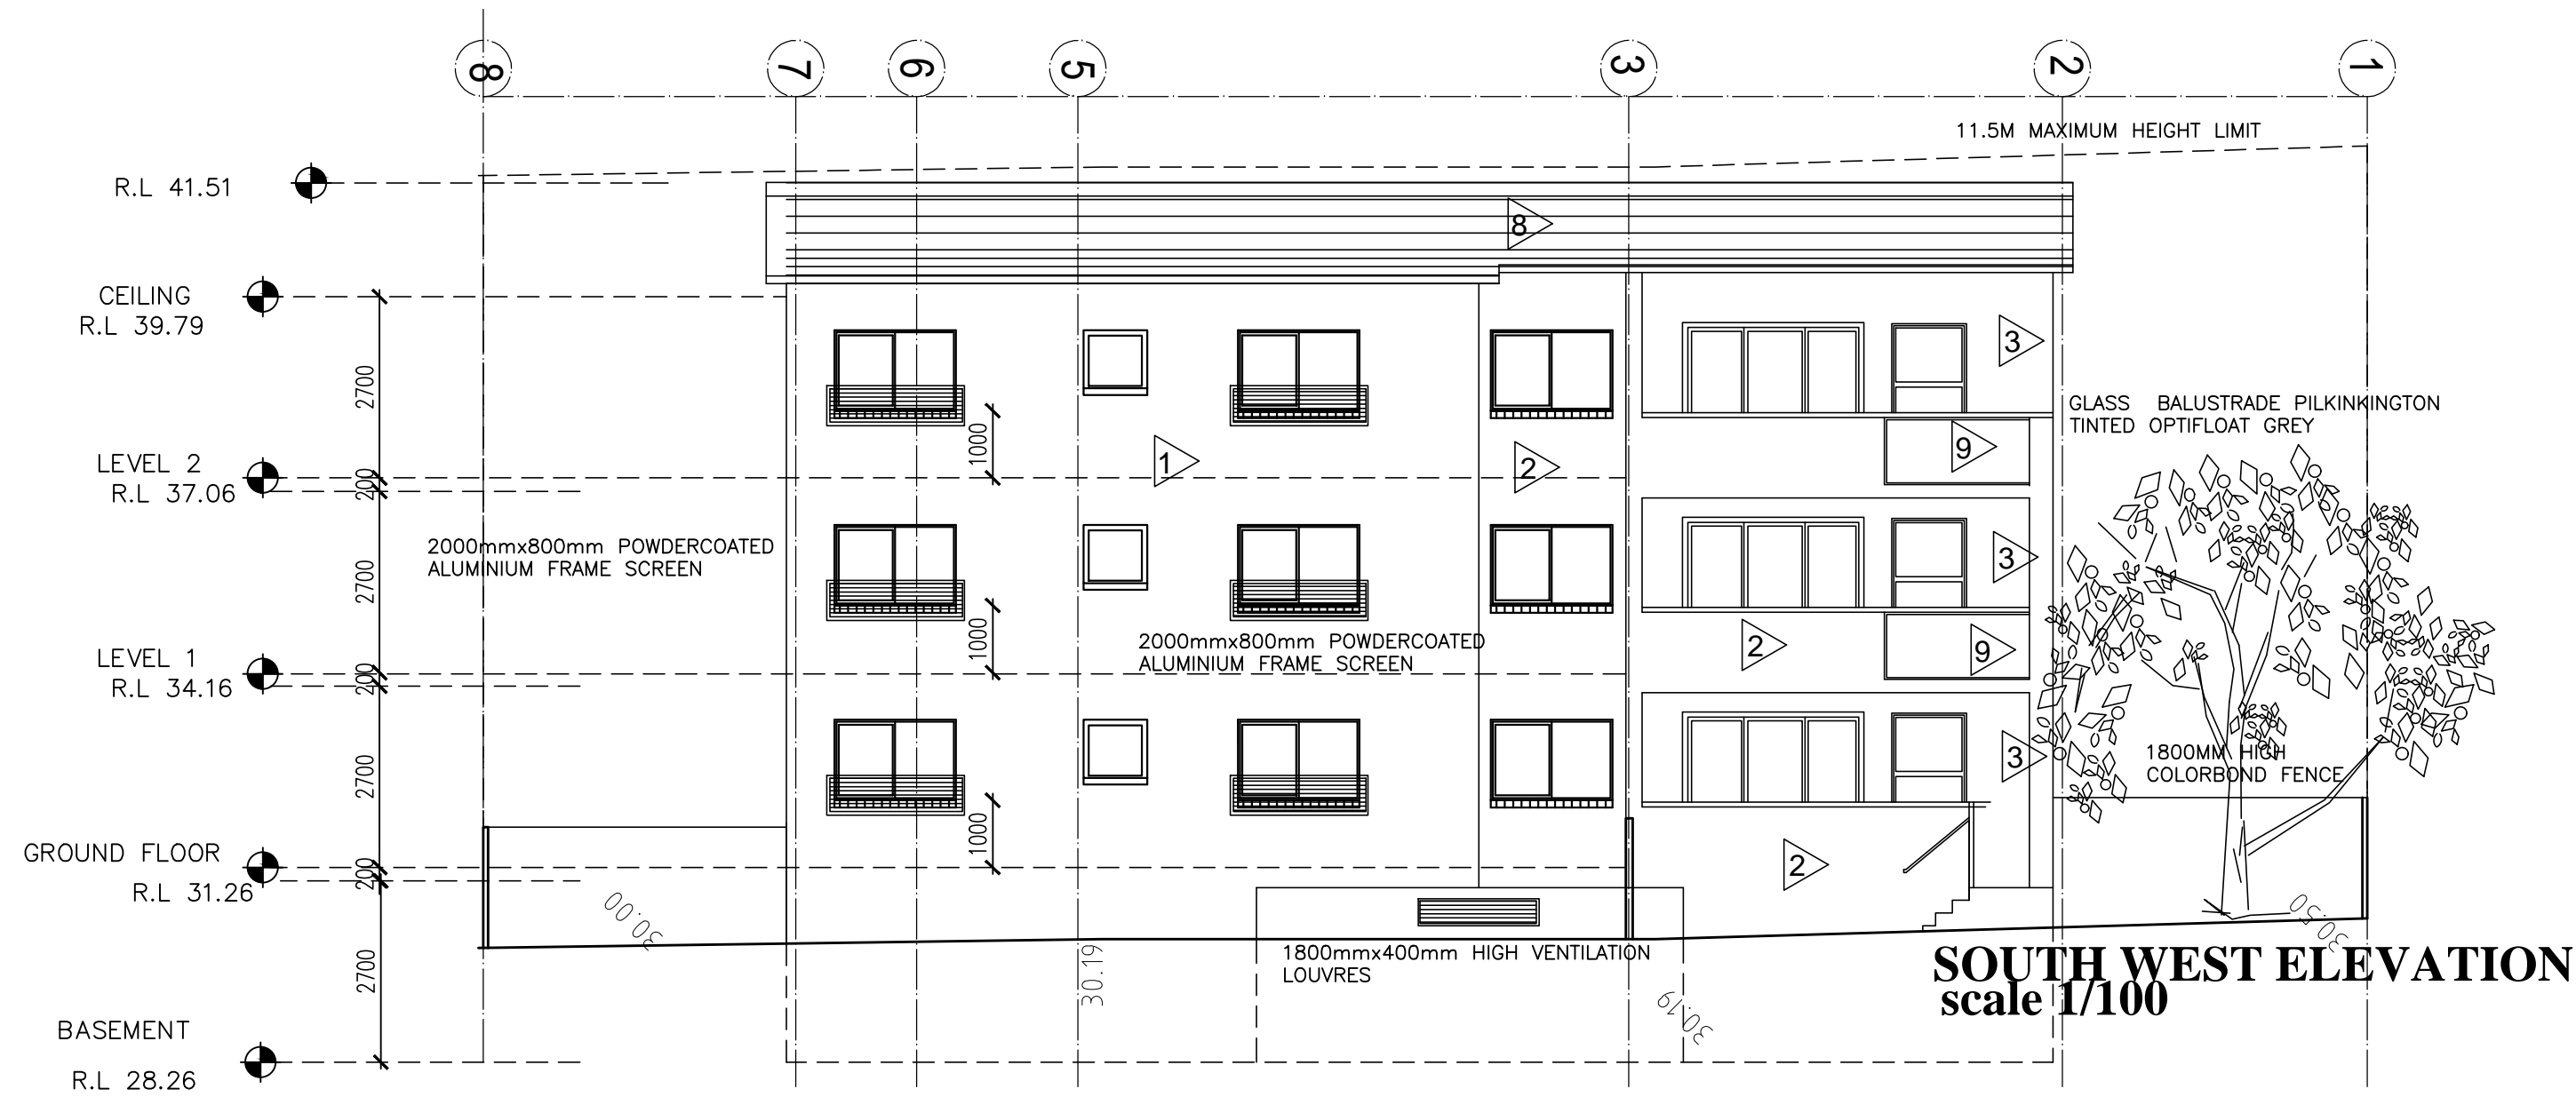 8
7
6
5
3
2
1
11.5M MAXIMUM HEIGHT LIMIT
R.L 41.51
8
CEILING
R.L 39.79
3
2700
GLASS BALUSTRADE PILKINKINGTON
TINTED OPTIFLOAT GREY
1000
1
2
9
LEVEL 2
R.L 37.06
200
2000mmx800mm POWDERCOATED
ALUMINIUM FRAME SCREEN
3
2700
1000
2000mmx800mm POWDERCOATED
ALUMINIUM FRAME SCREEN
2
9
LEVEL 1
R.L 34.16
200
2700
3
1800MM HIGH
COLORBOND FENCE
1000
GROUND FLOOR
R.L 31.26
200
2
30.00
30.50
2700
30.19
1800mmx400mm HIGH VENTILATION
LOUVRES
30.19
SOUTH WEST ELEVATION
scale 1/100
BASEMENT
R.L 28.26